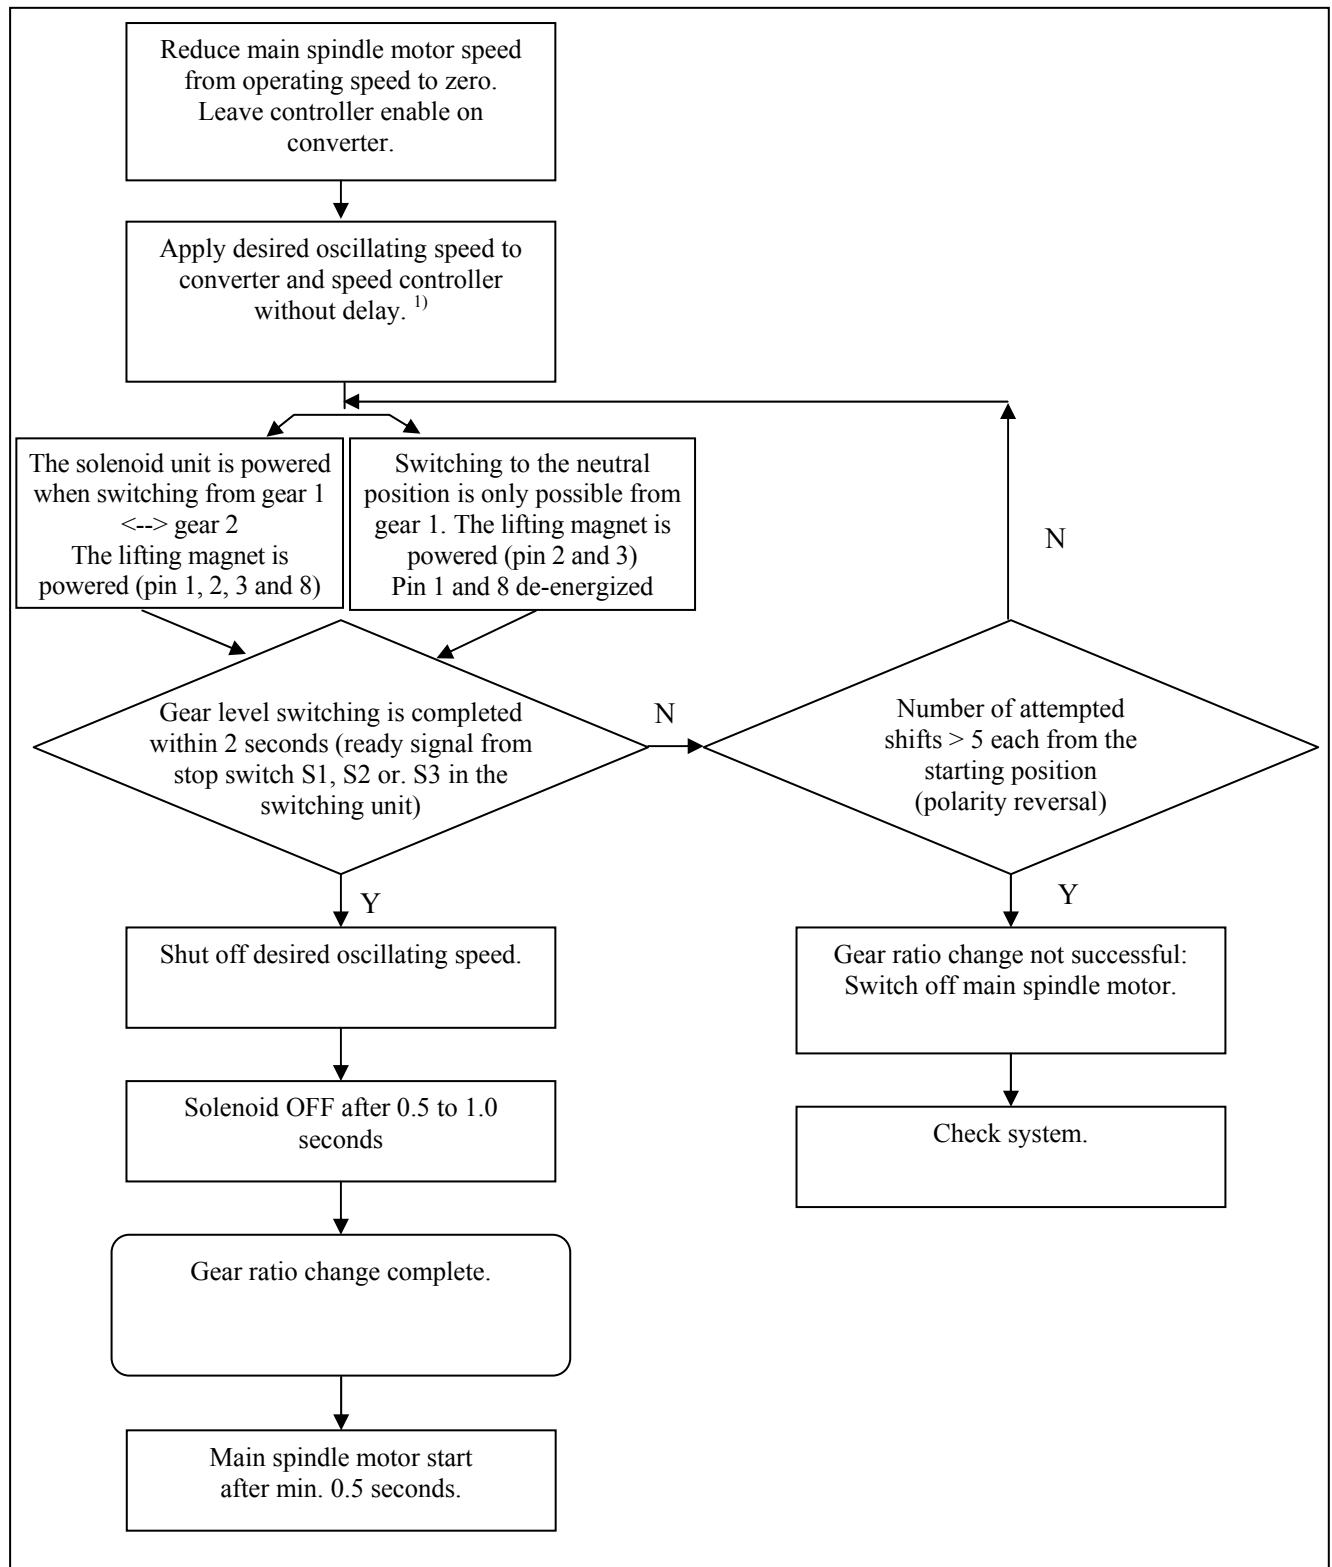 Reduce main spindle motor speed
from operating speed to zero.
Leave controller enable on
converter.
Apply desired oscillating speed to
converter and speed controller
without delay. 1)
The solenoid unit is powered
when switching from gear 1
<--> gear 2
The lifting magnet is
powered (pin 1, 2, 3 and 8)
Switching to the neutral
position is only possible from
gear 1. The lifting magnet is
powered (pin 2 and 3)
Pin 1 and 8 de-energized
N
Gear level switching is completed
within 2 seconds (ready signal from
stop switch S1, S2 or. S3 in the
switching unit)
N
Number of attempted
shifts > 5 each from the
starting position
(polarity reversal)
Y
Y
Shut off desired oscillating speed.
Gear ratio change not successful:
Switch off main spindle motor.
Solenoid OFF after 0.5 to 1.0
seconds
Check system.
Gear ratio change complete.
Main spindle motor start
after min. 0.5 seconds.